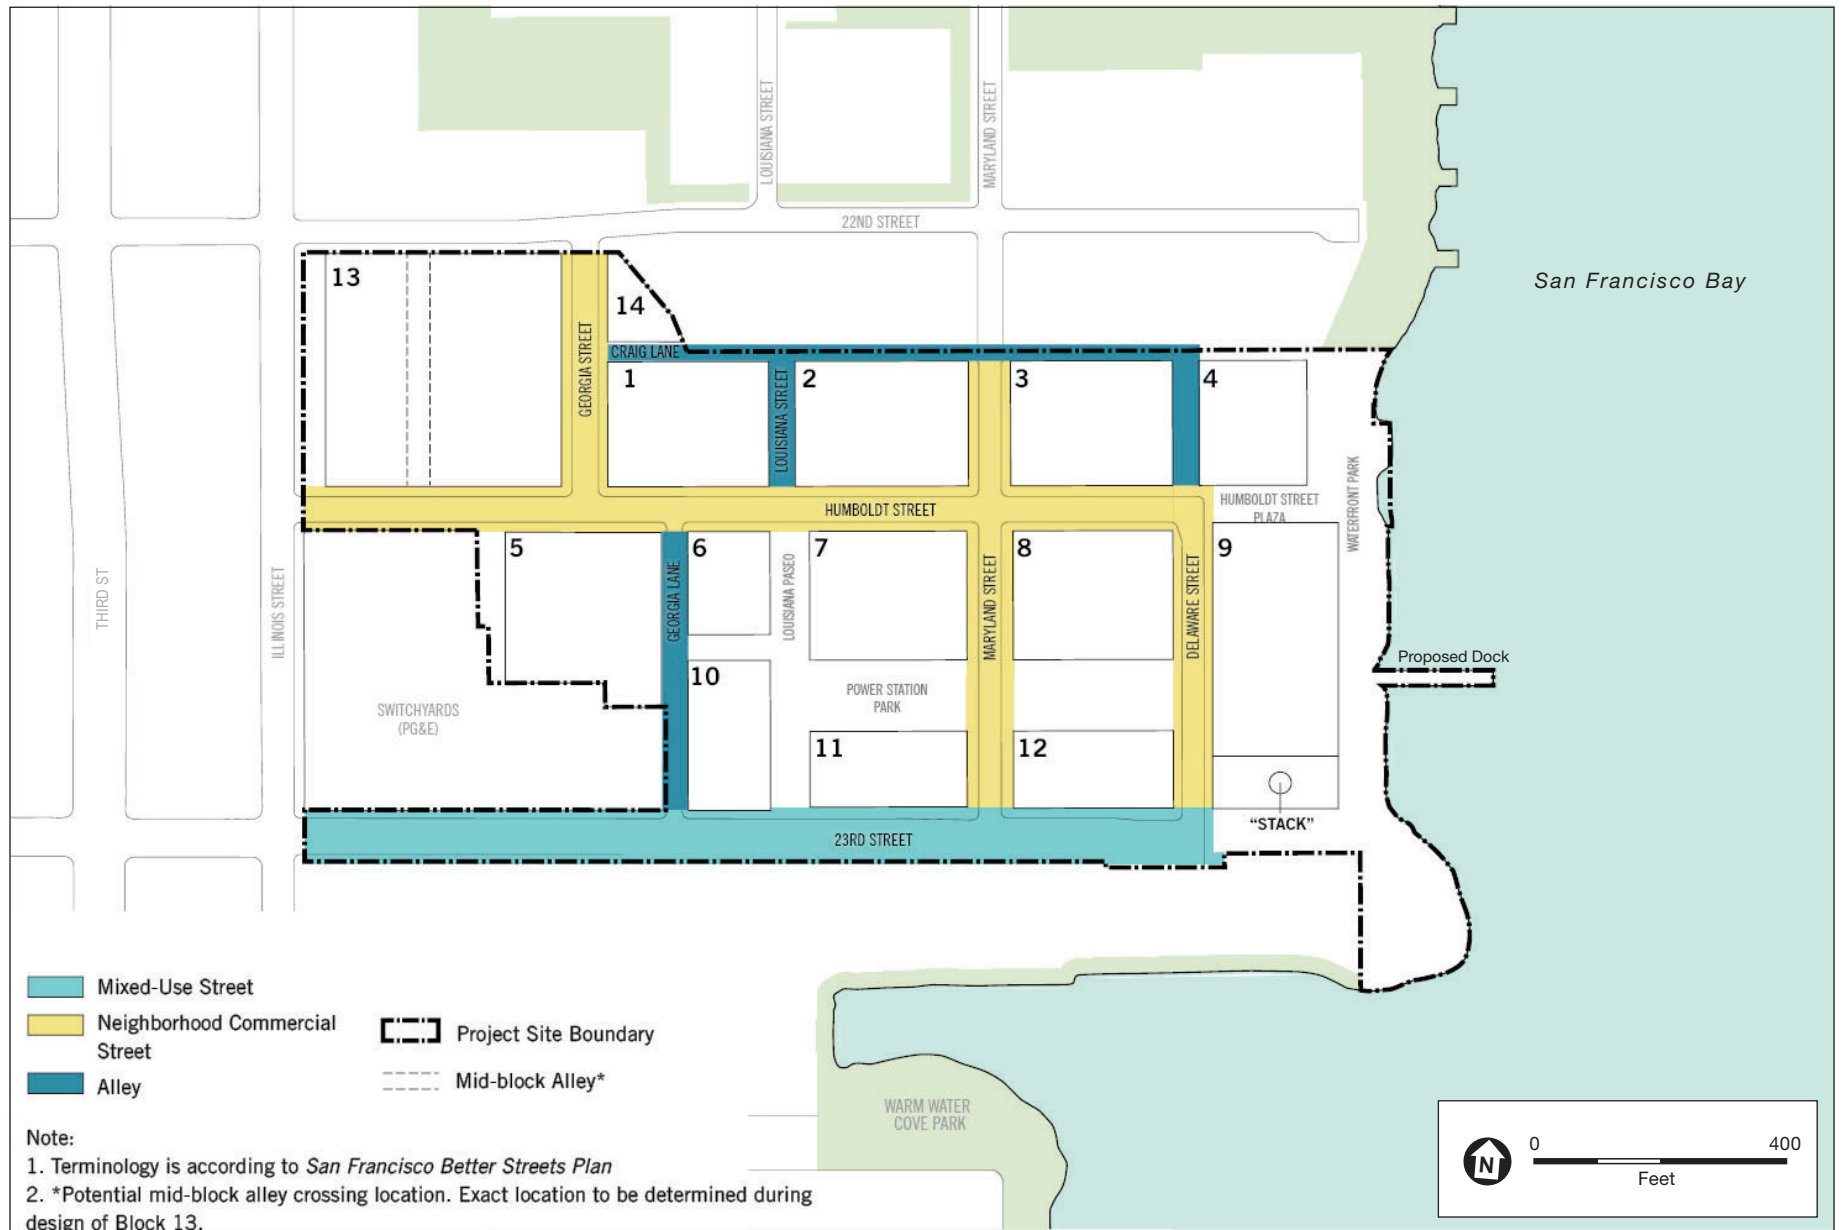 LOUISIANA STREET
MARYLAND STREET
22ND STREET
San Francisco Bay
13
14
GEORGIA STREET
CRAIG LANE
1
LOUISIANA STREET
2
3
4
HUMBOLDT STREET
HUMBOLDT STREET
PLAZA
WATERFRONT PARK
THIRD ST
ILLINOIS STREET
5
GEORGIA LANE
6
LOUISIANA PASEO
7
MARYLAND STREET
8
DELAWARE STREET
9
Proposed Dock
10
POWER STATION
PARK
SWITCHYARDS
(PG&E)
11
12
"STACK"
23RD STREET
Mixed-Use Street
Neighborhood Commercial
Street
Alley
Project Site Boundary
Mid-block Alley*
WARM WATER
COVE PARK
Note:
1. Terminology is according to San Francisco Better Streets Plan
2. *Potential mid-block alley crossing location. Exact location to be determined during
design of Block 13.
N
0
400
Feet